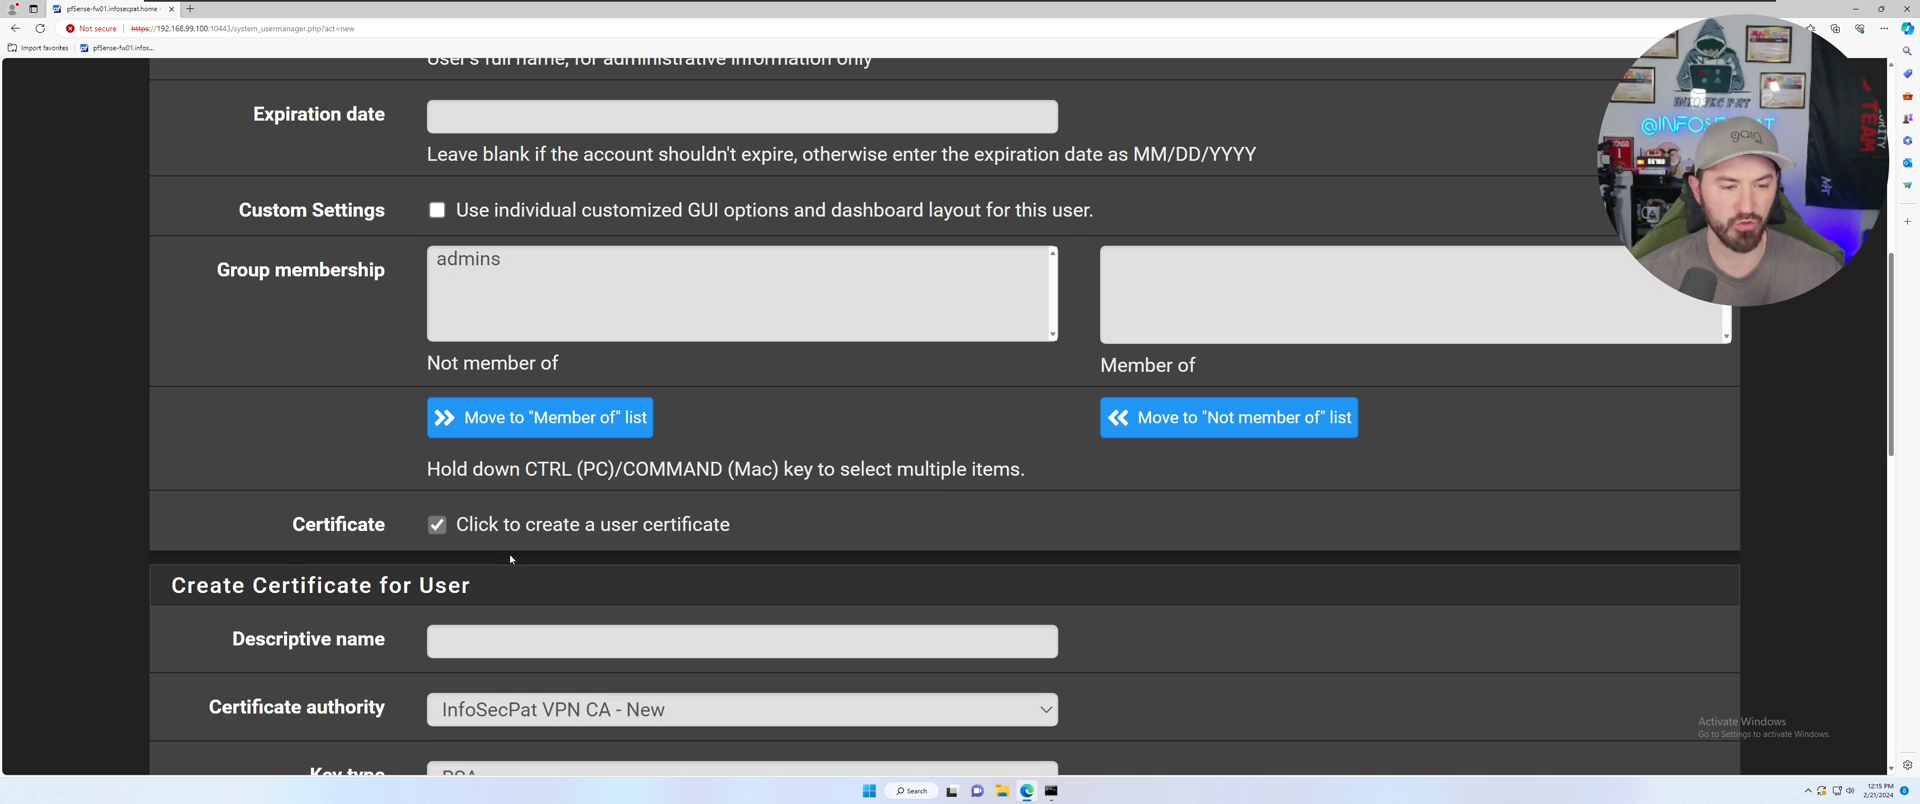 pfSense-fw01.infosecpat.home -
Not secure https://192.168.99.100:10443/system_usermanager.php?act=new
Import favorites pfSense-fw01.infos...
User's full name, for administrative information only
Expiration date
Leave blank if the account shouldn't expire, otherwise enter the expiration date as MM/DD/YYYY
Custom Settings Use individual customized GUI options and dashboard layout for this user.
Group membership admins
Not member of Member of
Move to "Member of" list Move to "Not member of" list
Hold down CTRL (PC)/COMMAND (Mac) key to select multiple items.
Certificate Click to create a user certificate
Create Certificate for User
Descriptive name
Certificate authority InfoSecPat VPN CA - New
Key type RSA
Activate Windows
Go to Settings to activate Windows.
Search
12:15 PM
2/21/2024
INFOSEC PAT
gain
TEAM